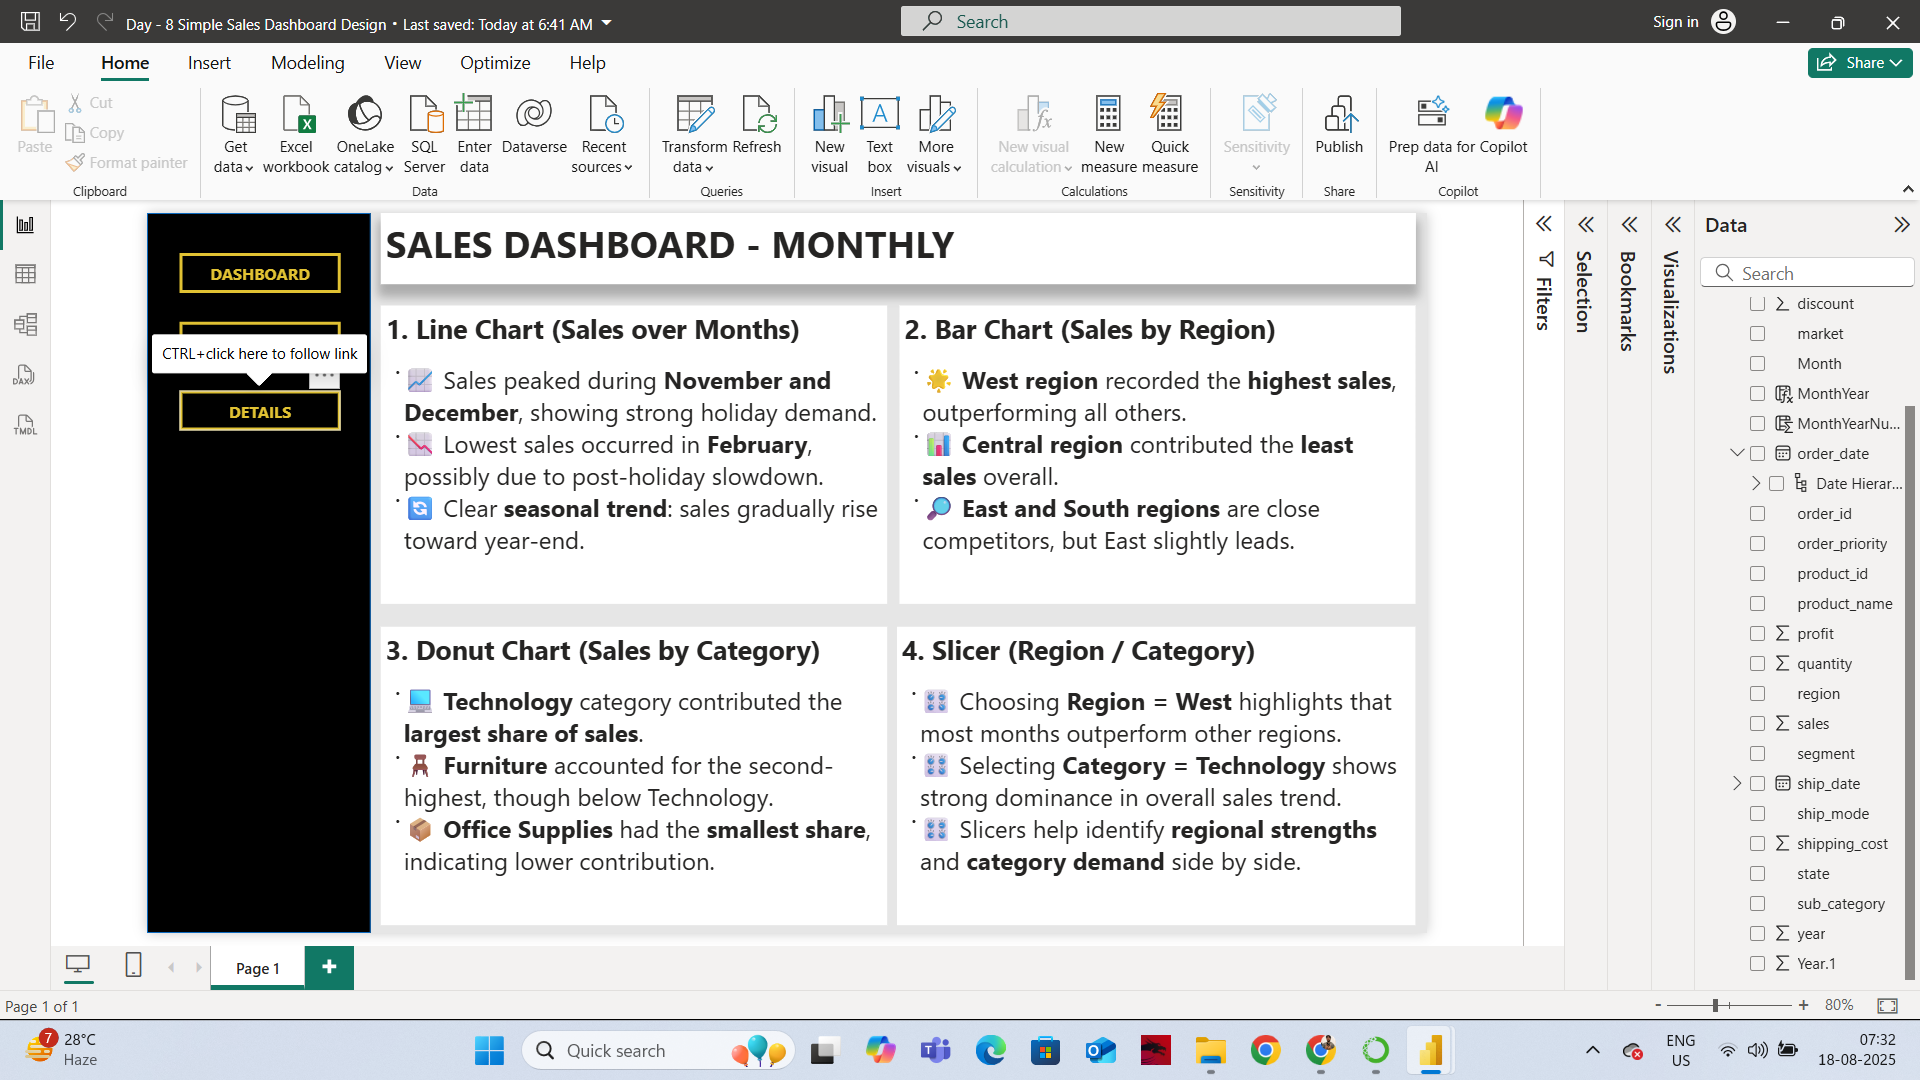 Day - 8 Simple Sales Dashboard Design • Last saved: Today at 6:41 AM
Search
Sign in
File
Home
Insert
Modeling
View
Optimize
Help
Share
Paste
Cut
Copy
Format painter
Clipboard
Get data
Excel workbook
OneLake catalog
SQL Server
Enter data
Dataverse
Recent sources
Data
Transform data
Refresh
Queries
New visual
Text box
More visuals
Insert
New visual calculation
New measure
Quick measure
Calculations
Sensitivity
Sensitivity
Publish
Share
Prep data for AI
Copilot
Copilot
DAX
TMDL
DASHBOARD
CTRL+click here to follow link
DETAILS
SALES DASHBOARD - MONTHLY
1. Line Chart (Sales over Months)
Sales peaked during November and
December, showing strong holiday demand.
Lowest sales occurred in February,
possibly due to post-holiday slowdown.
Clear seasonal trend: sales gradually rise
toward year-end.
2. Bar Chart (Sales by Region)
West region recorded the highest sales,
outperforming all others.
Central region contributed the least
sales overall.
East and South regions are close
competitors, but East slightly leads.
3. Donut Chart (Sales by Category)
Technology category contributed the
largest share of sales.
Furniture accounted for the second-
highest, though below Technology.
Office Supplies had the smallest share,
indicating lower contribution.
4. Slicer (Region / Category)
Choosing Region = West highlights that
most months outperform other regions.
Selecting Category = Technology shows
strong dominance in overall sales trend.
Slicers help identify regional strengths
and category demand side by side.
Filters
Selection
Bookmarks
Visualizations
Data
Search
discount
market
Month
MonthYear
MonthYearNu...
order_date
Date Hierar...
order_id
order_priority
product_id
product_name
profit
quantity
region
sales
segment
ship_date
ship_mode
shipping_cost
state
sub_category
year
Year.1
Page 1
Page 1 of 1
80%
7
28°C
Haze
Quick search
ENG
US
07:32
18-08-2025